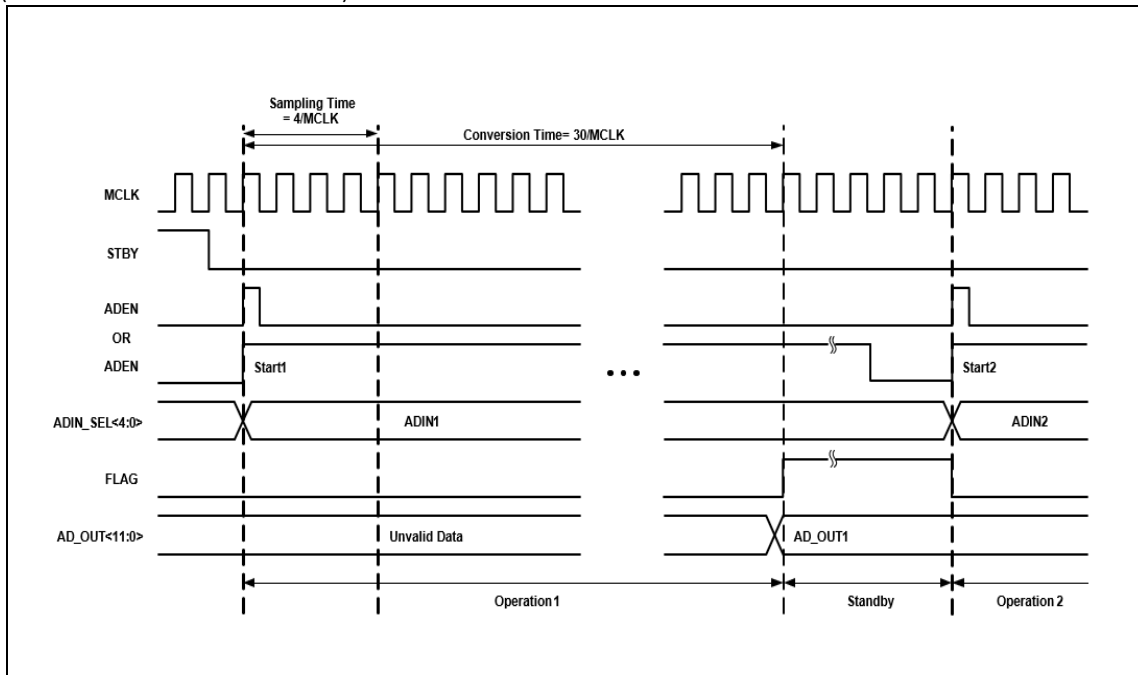 Sampling Time
= 4/MCLK
Conversion Time= 30/MCLK
MCLK
STBY
ADEN
OR
ADEN
Start1
Start2
ADIN_SEL<4:0>
ADIN1
ADIN2
FLAG
AD_OUT<11:0>
Unvalid Data
AD_OUT1
Operation 1
Standby
Operation 2